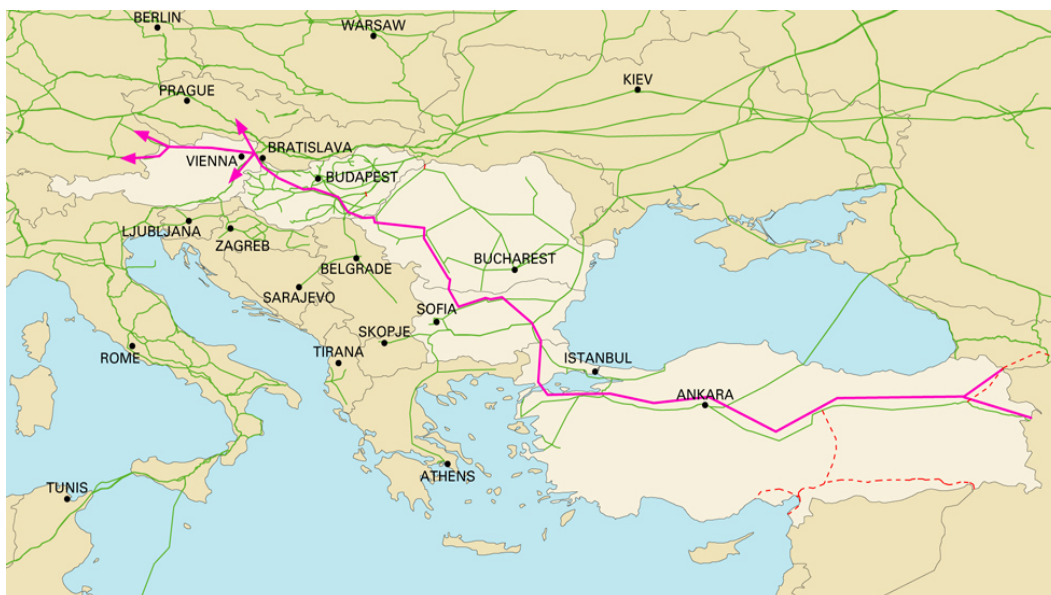 BERLIN
WARSAW
KIEV
PRAGUE
BRATISLAVA
VIENNA
BUDAPEST
LJUBLJANA
ZAGREB
BUCHAREST
BELGRADE
SARAJEVO
SOFIA
SKOPJE
TIRANA
ROME
ISTANBUL
ANKARA
ATHENS
TUNIS